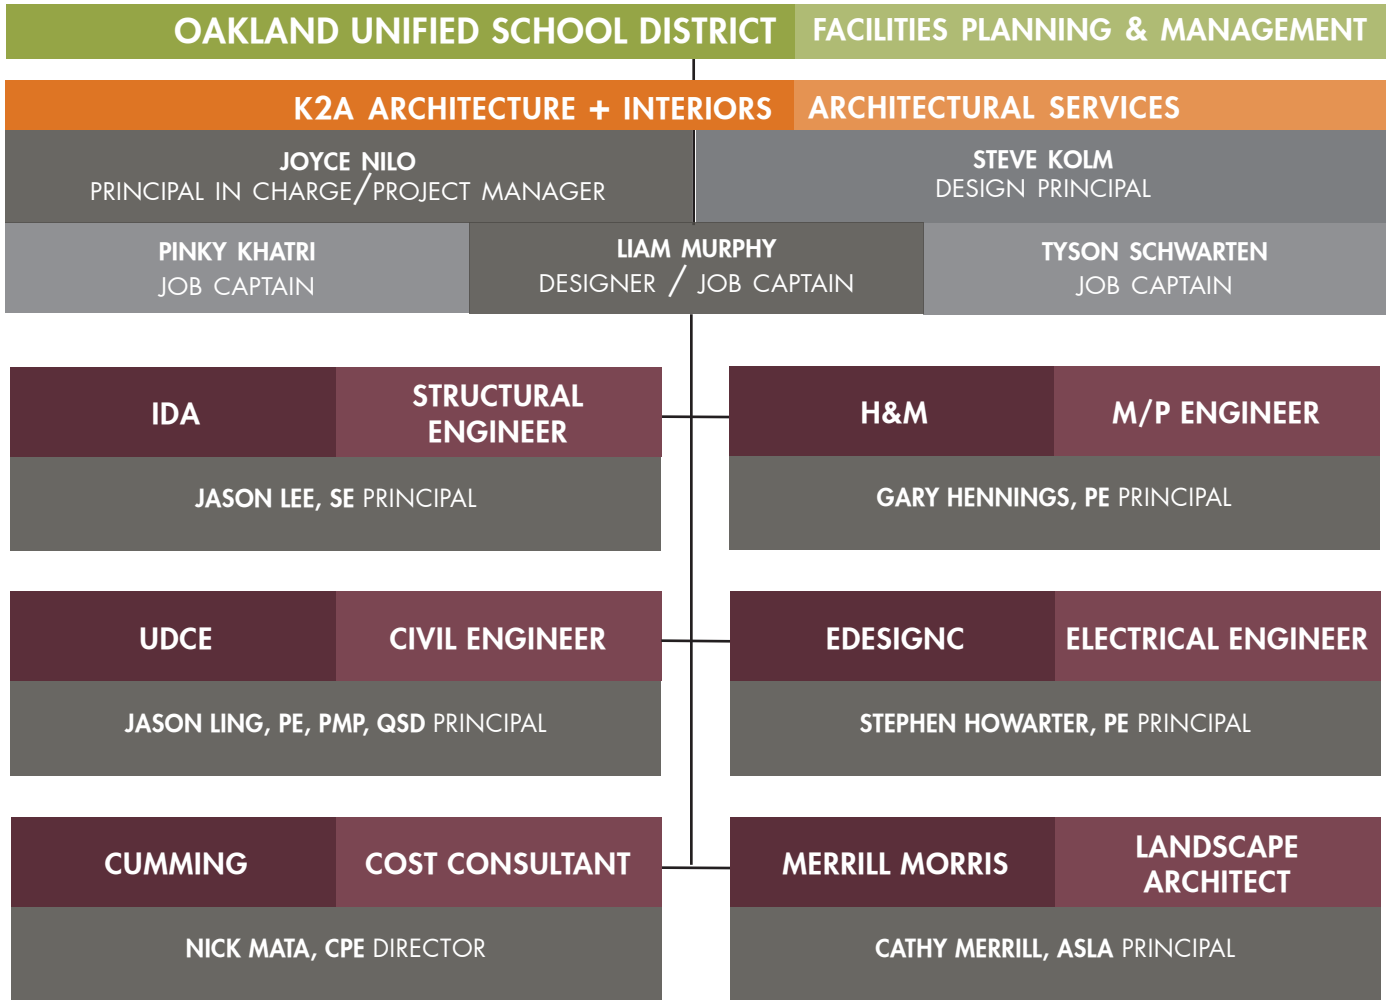 OAKLAND UNIFIED SCHOOL DISTRICT FACILITIES PLANNING & MANAGEMENT
K2A ARCHITECTURE + INTERIORS ARCHITECTURAL SERVICES
JOYCE NILO
PRINCIPAL IN CHARGE/PROJECT MANAGER
STEVE KOLM
DESIGN PRINCIPAL
PINKY KHATRI
JOB CAPTAIN
LIAM MURPHY
DESIGNER / JOB CAPTAIN
TYSON SCHWARTEN
JOB CAPTAIN
IDA
STRUCTURAL
ENGINEER
JASON LEE, SE PRINCIPAL
H&M
M/P ENGINEER
GARY HENNINGS, PE PRINCIPAL
UDCE
CIVIL ENGINEER
JASON LING, PE, PMP, QSD PRINCIPAL
EDESIGNC
ELECTRICAL ENGINEER
STEPHEN HOWARTER, PE PRINCIPAL
CUMMING
COST CONSULTANT
NICK MATA, CPE DIRECTOR
MERRILL MORRIS
LANDSCAPE
ARCHITECT
CATHY MERRILL, ASLA PRINCIPAL